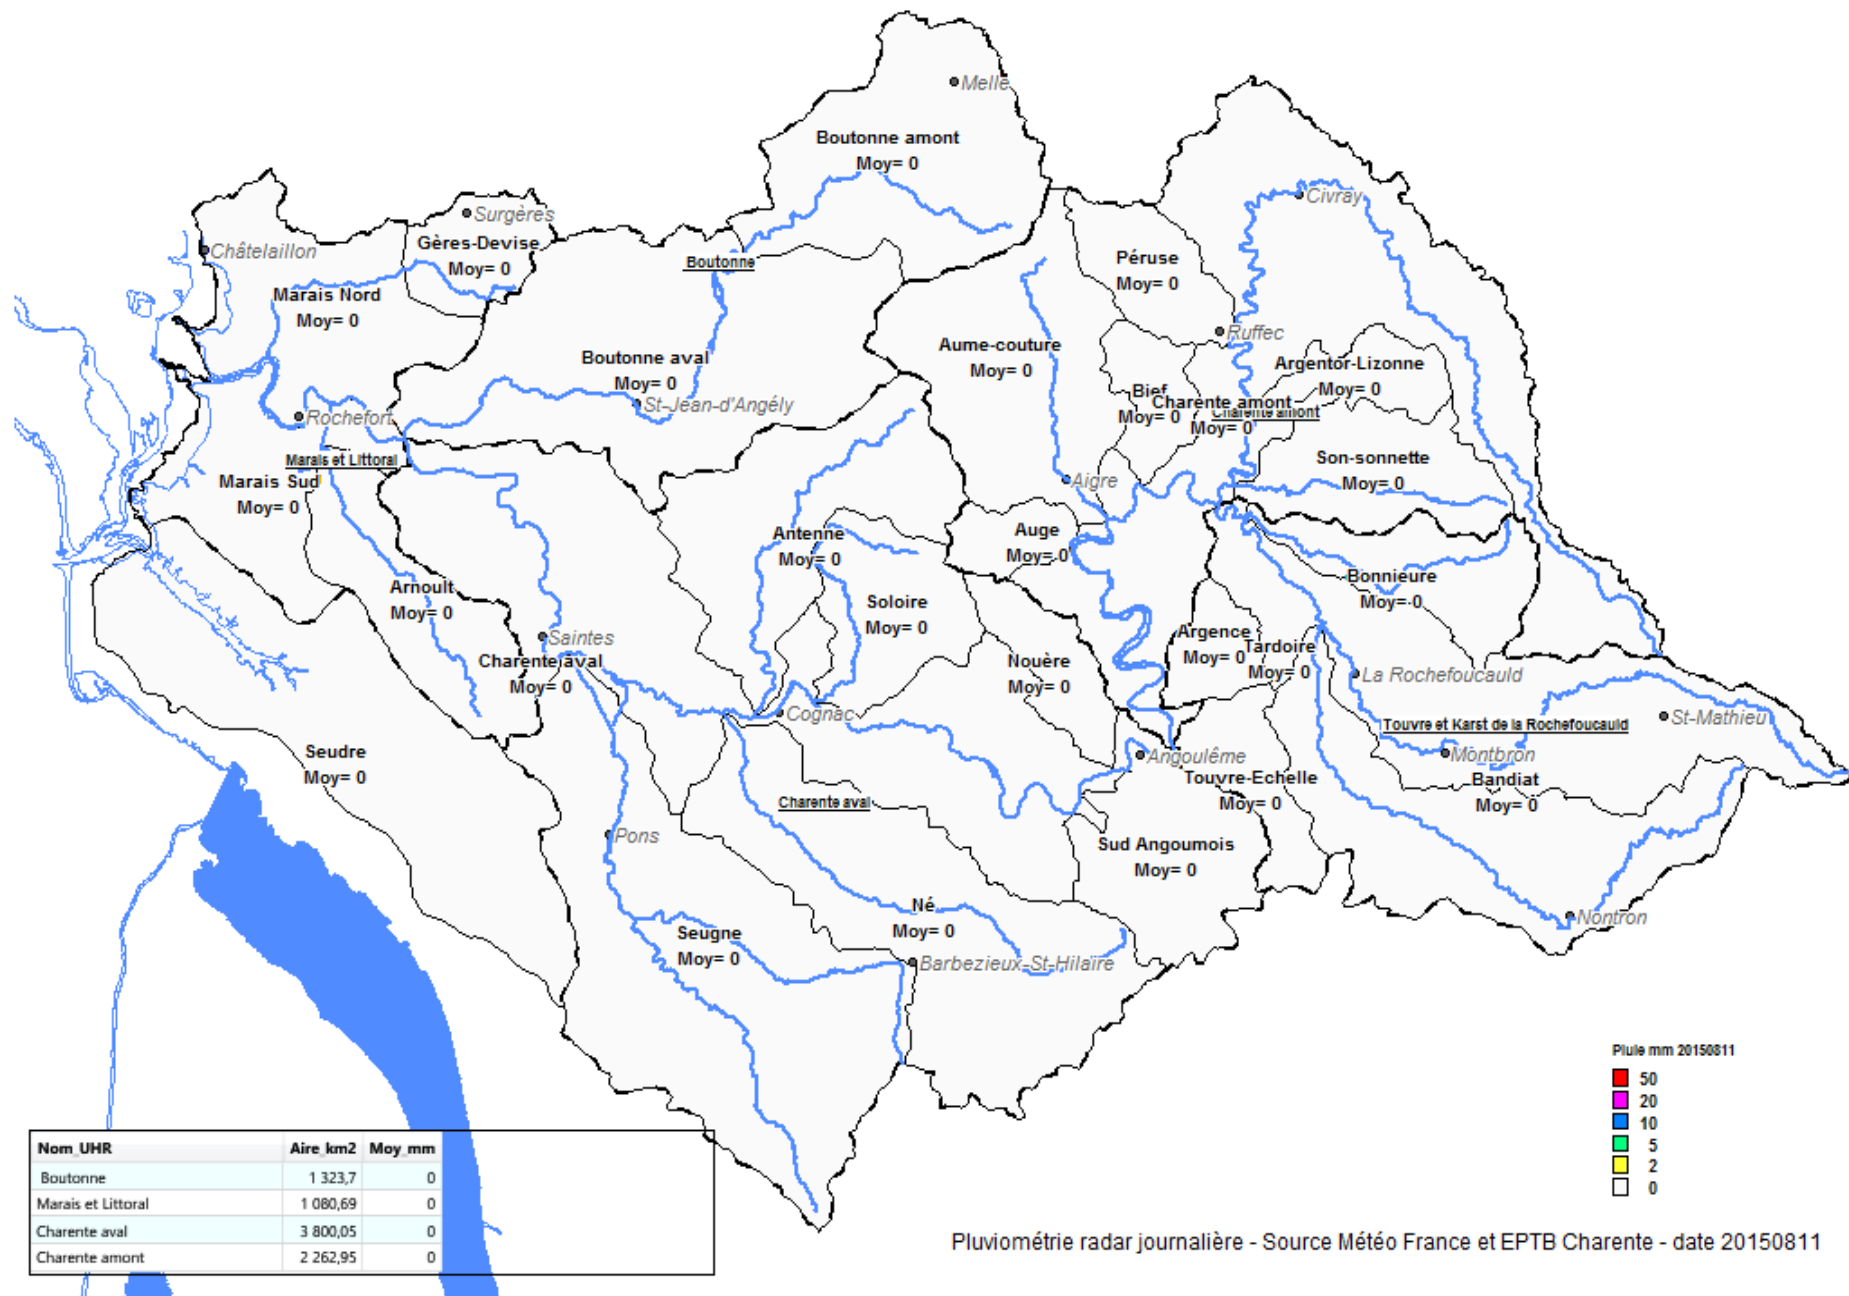 Melle
Boutonne amont
Moy= 0
Civray
Surgères
Châtelaillon
Gères-Devise
Moy= 0
Boutonne
Péruse
Moy= 0
Marais Nord
Moy= 0
Ruffec
Aume-couture
Moy= 0
Boutonne aval
Moy= 0
Argentor-Lizonne
Moy= 0
Bief
Moy= 0
Charente amont
Moy= 0
Charente amont
St-Jean-d'Angély
Rochefort
Marais et Littoral
Marais Sud
Moy= 0
Son-sonnette
Moy= 0
Aigre
Antenne
Moy= 0
Auge
Moy= 0
Bonnieure
Moy= 0
Arnoult
Moy= 0
Soloire
Moy= 0
Saintes
Argence
Moy= 0
Tardoire
Moy= 0
Charente aval
Moy= 0
Nouère
Moy= 0
La Rochefoucauld
Cognac
St-Mathieu
Touvre et Karst de la Rochefoucauld
Seudre
Moy= 0
Angoulême
Montbron
Touvre-Echelle
Moy= 0
Bandiat
Moy= 0
Charente aval
Pons
Sud Angoumois
Moy= 0
Né
Moy= 0
Nontron
Seugne
Moy= 0
Barbezieux-St-Hilaire
Pluie mm 20150811
50
20
10
5
2
0
Nom_UHR Aire_km2 Moy_mm
Boutonne 1 323,7 0
Marais et Littoral 1 080,69 0
Charente aval 3 800,05 0
Charente amont 2 262,95 0
Pluviométrie radar journalière - Source Météo France et EPTB Charente - date 20150811